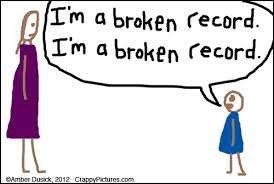 I'm a broken record.
I'm a broken record.
©Amber Dusick, 2012 CrappyPictures.com